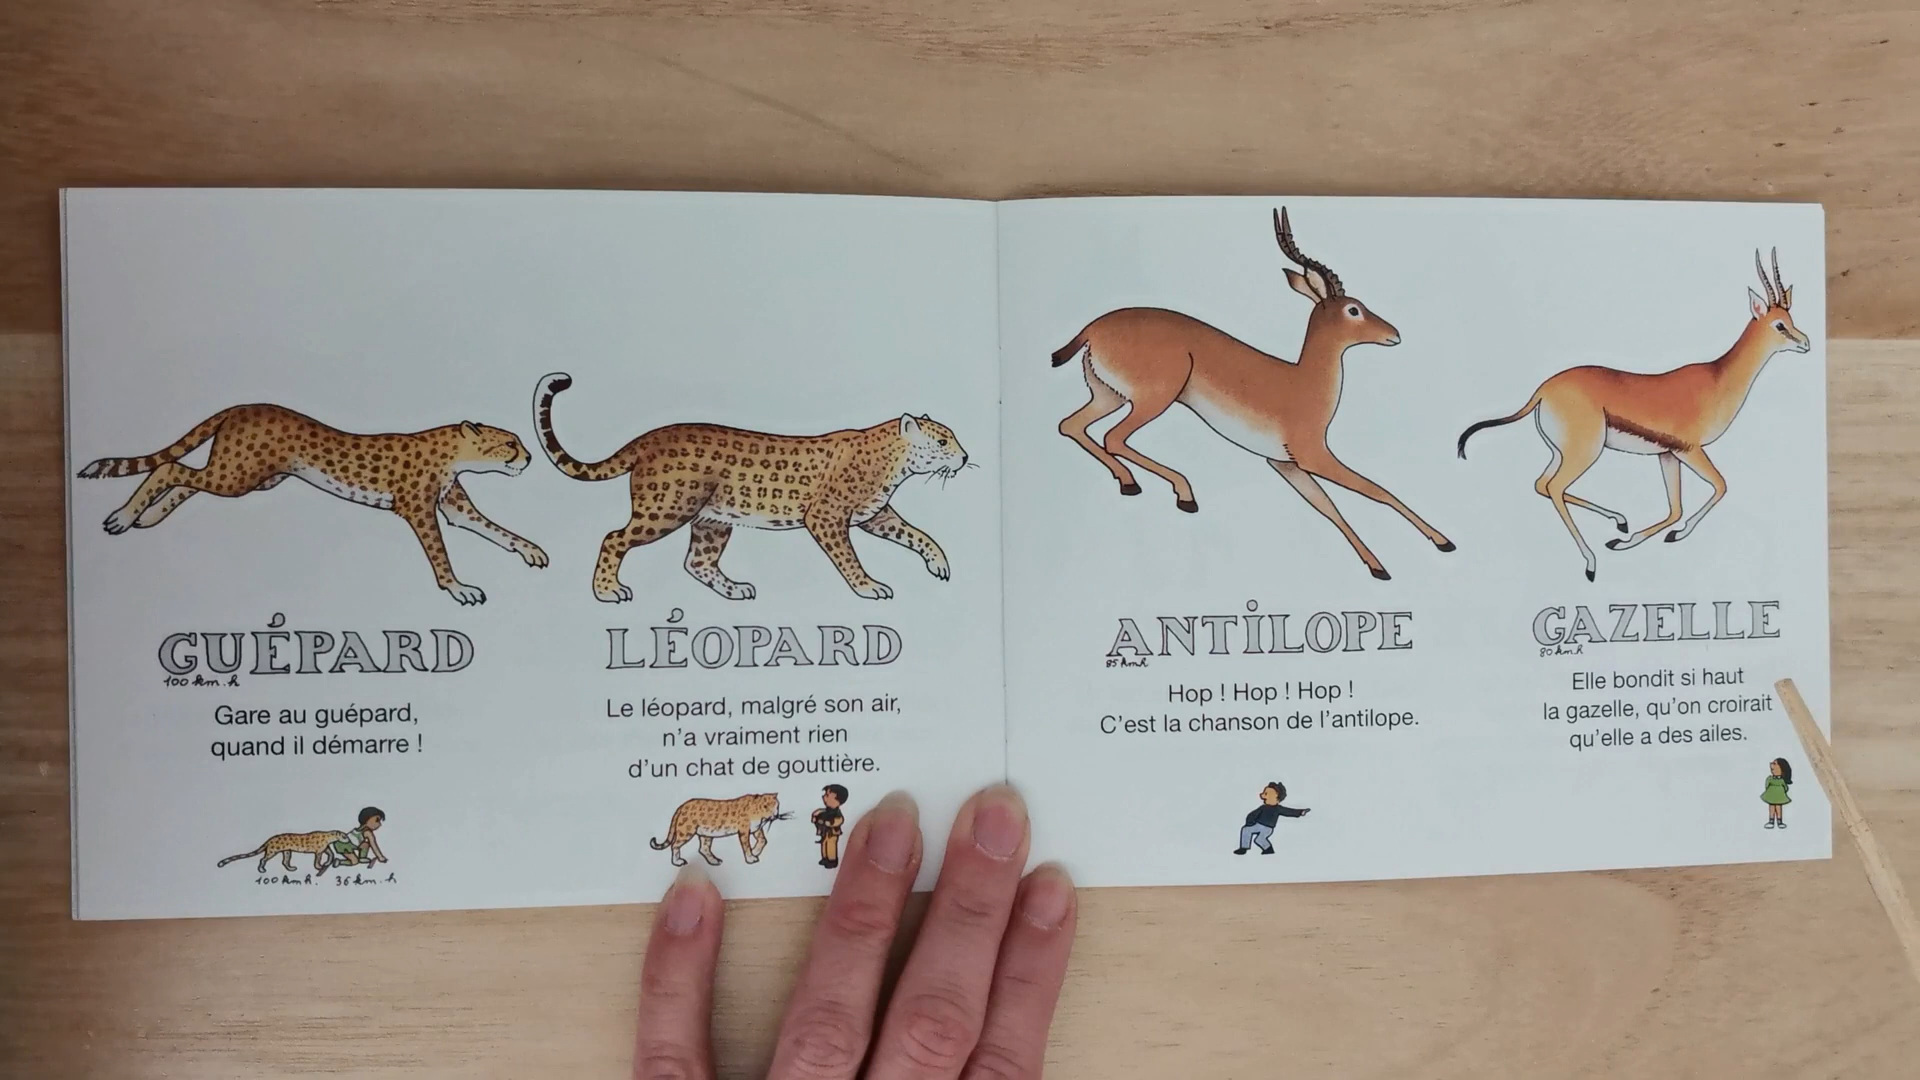 GUÉPARD
100 km.h
Gare au guépard,
quand il démarre !
100 km h. 36 km.h
LÉOPARD
Le léopard, malgré son air,
n'a vraiment rien
d'un chat de gouttière.
ANTILOPE
85 km h
Hop ! Hop ! Hop !
C'est la chanson de l'antilope.
GAZELLE
80 km.h
Elle bondit si haut
la gazelle, qu'on croirait
qu'elle a des ailes.